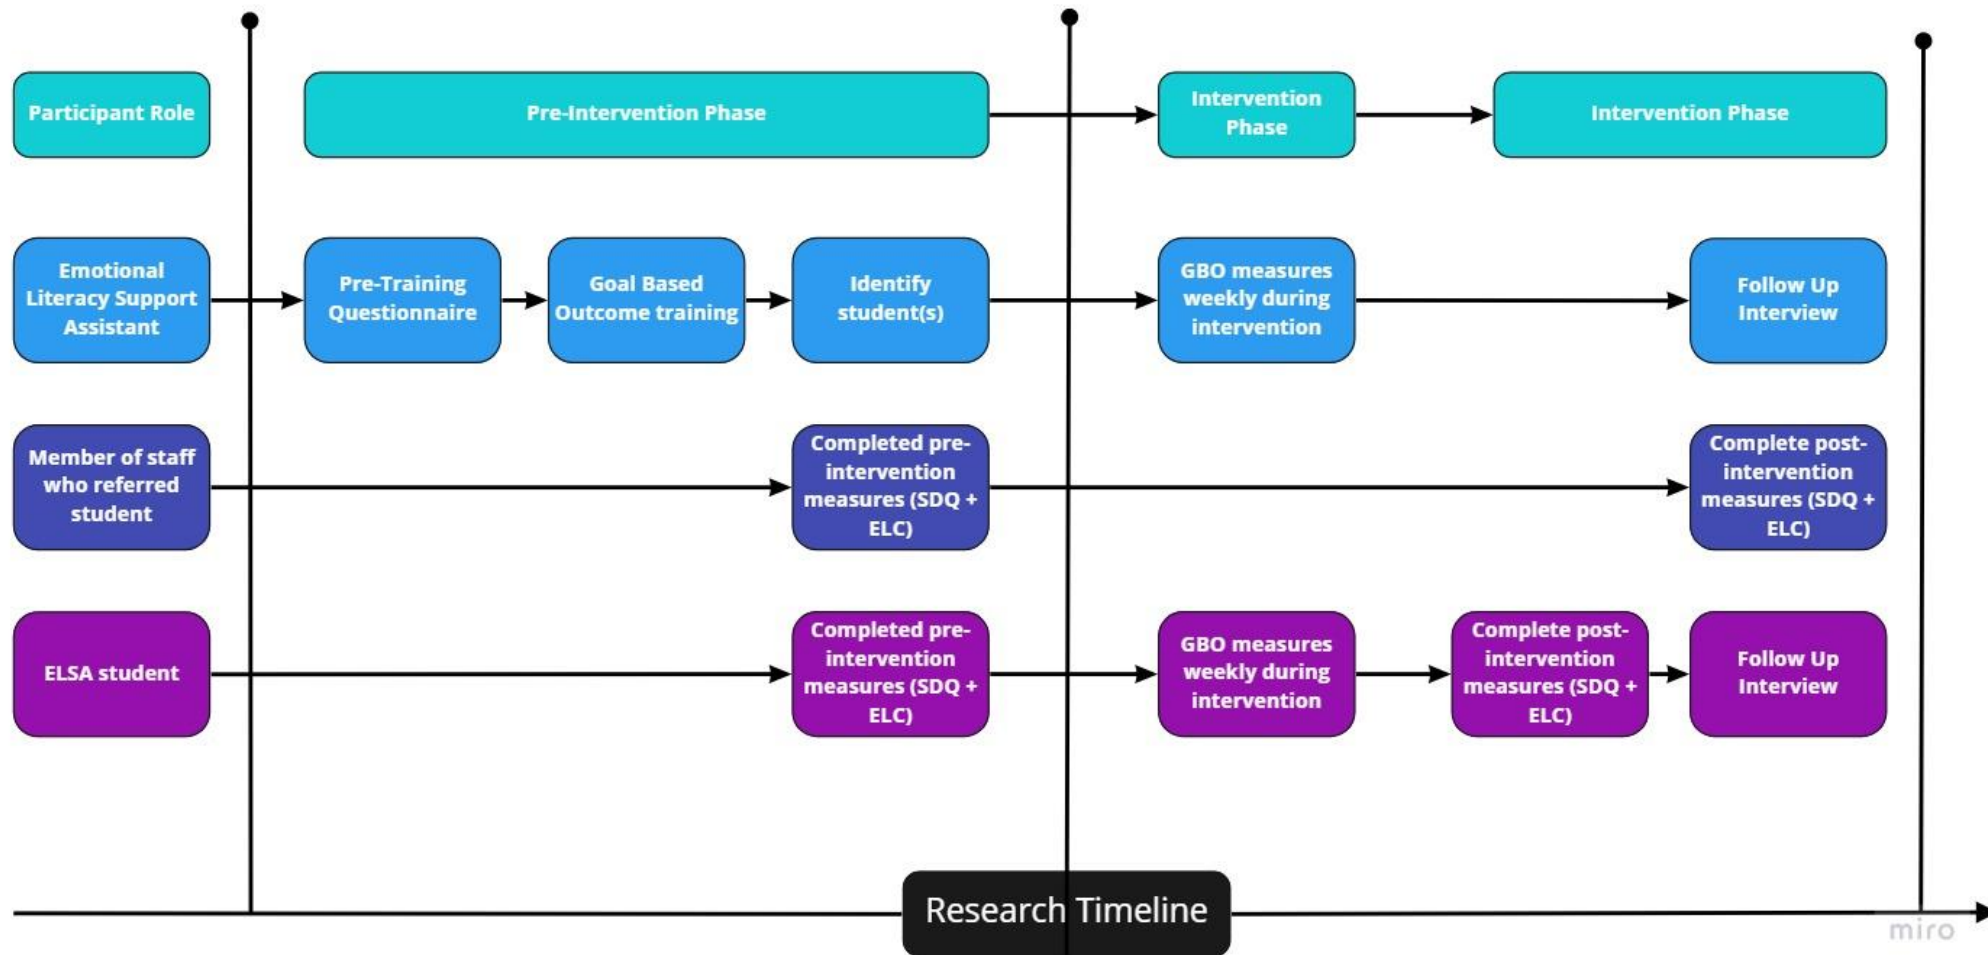 Participant Role
Pre-Intervention Phase
Intervention
Phase
Intervention Phase
Emotional
Literacy Support
Assistant
Pre-Training
Questionnaire
Goal Based
Outcome training
Identify
student(s)
GBO measures
weekly during
intervention
Follow Up
Interview
Member of staff
who referred
student
Completed pre-
intervention
measures (SDQ +
ELC)
Complete post-
intervention
measures (SDQ +
ELC)
ELSA student
Completed pre-
intervention
measures (SDQ +
ELC)
GBO measures
weekly during
intervention
Complete post-
intervention
measures (SDQ +
ELC)
Follow Up
Interview
Research Timeline
miro